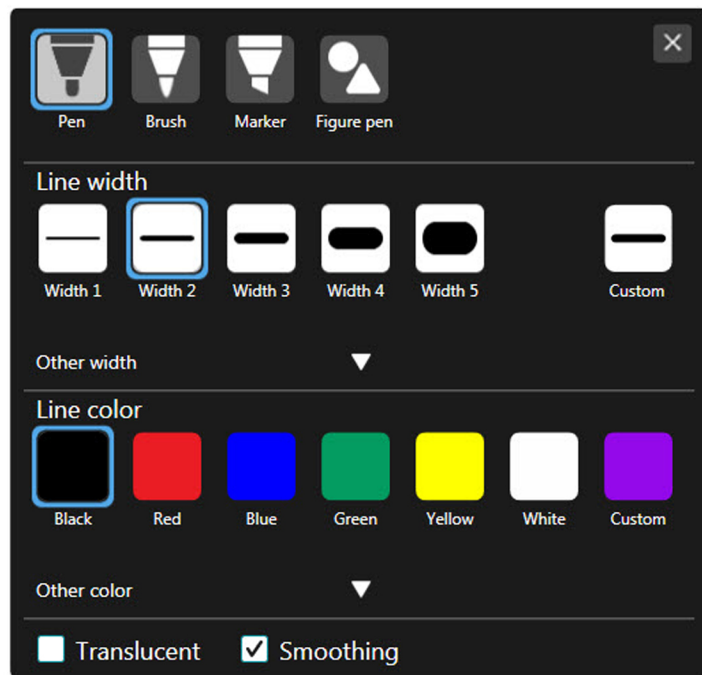 Pen Brush Marker Figure pen
Line width
Width 1 Width 2 Width 3 Width 4 Width 5 Custom
Other width
Line color
Black Red Blue Green Yellow White Custom
Other color
Translucent Smoothing